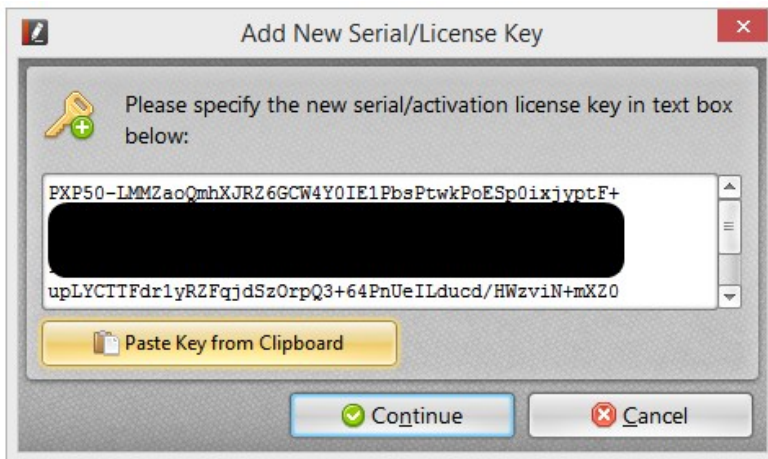 Add New Serial/License Key
Please specify the new serial/activation license key in text box
below:
PXP50-LMMZaoQmhXJRZ6GCW4Y0IE1PbsPtwkPoESp0ixjyptF+
upLYCTTFdr1yRZFqjdSzOrpQ3+64PnUeILducd/HWzviN+mXZ0
Paste Key from Clipboard
Continue
Cancel